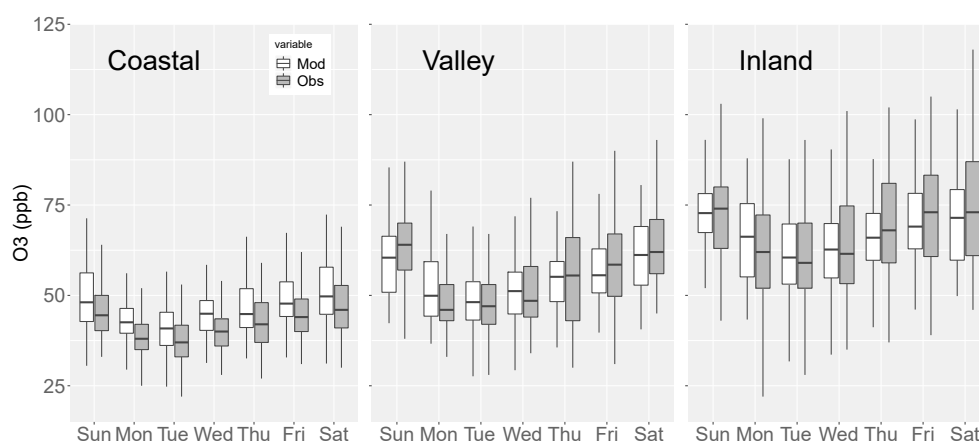 125
100
75
50
25
O3 (ppb)
Coastal
variable
Mod
Obs
Valley
Inland
Sun Mon Tue Wed Thu Fri Sat
Sun Mon Tue Wed Thu Fri Sat
Sun Mon Tue Wed Thu Fri Sat